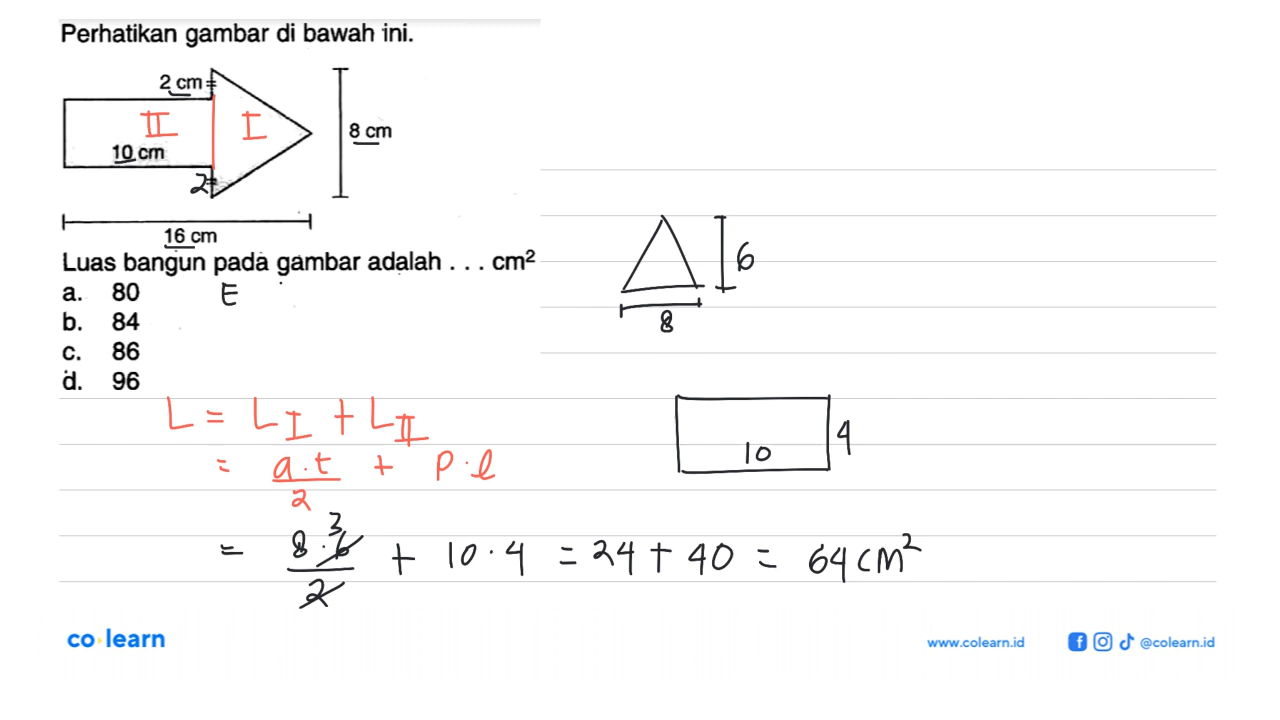 Perhatikan gambar di bawah ini.
2 cm
II I
8 cm
10 cm
2
16 cm
Luas bangun pada gambar adalah . . . cm²
6
8
a. 80 E
b. 84
c. 86
d. 96
L = L I + L II
= a.t/2 + p.l
10 4
= 8.6/2 3 2 + 10.4 = 24 + 40 = 64 cm²
co learn
www.colearn.id @colearn.id